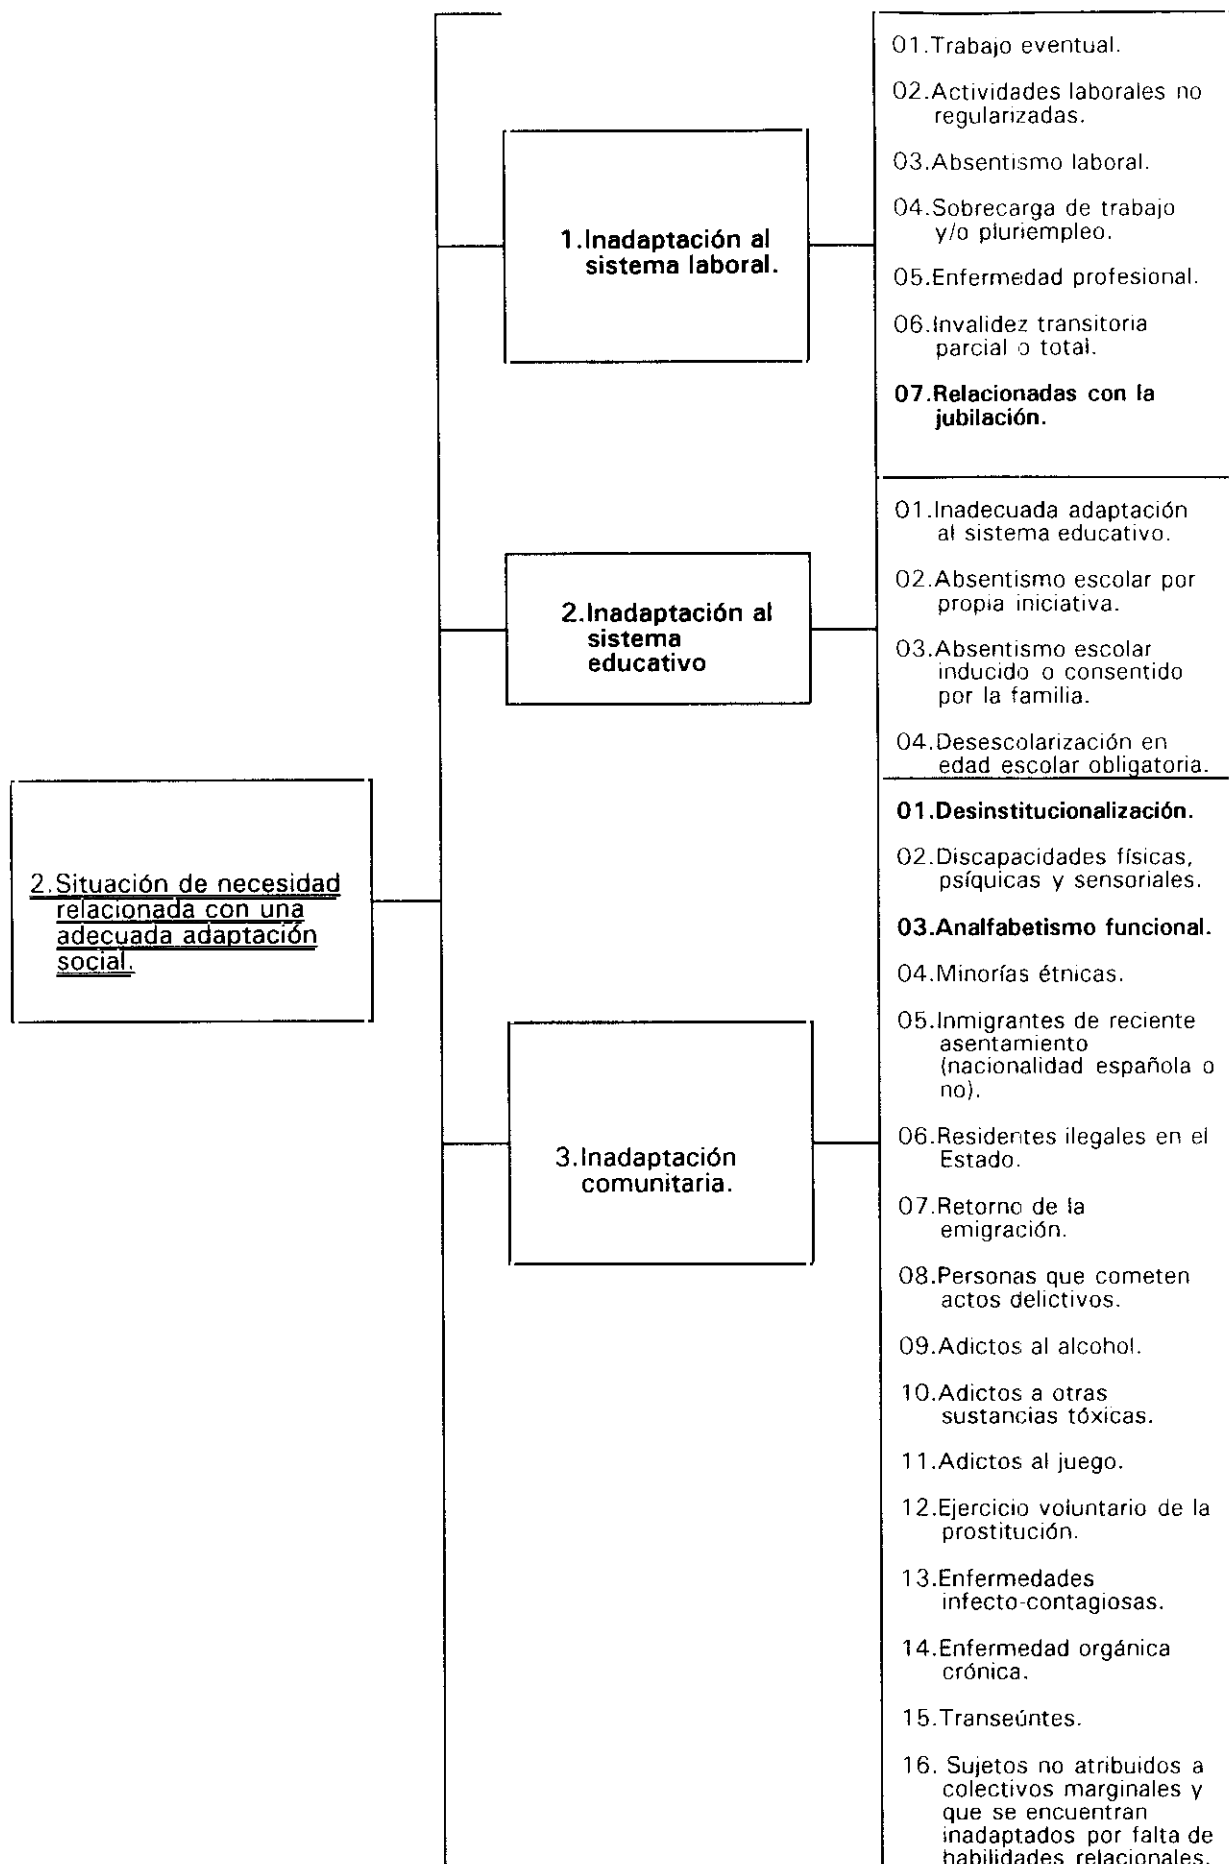 2.Situación de necesidad
relacionada con una
adecuada adaptación
social.
1.Inadaptación al
sistema laboral.
01.Trabajo eventual.
02.Actividades laborales no
regularizadas.
03.Absentismo laboral.
04.Sobrecarga de trabajo
y/o pluriempleo.
05.Enfermedad profesional.
06.Invalidez transitoria
parcial o total.
07.Relacionadas con la
jubilación.
2.Inadaptación al
sistema
educativo
01.Inadecuada adaptación
al sistema educativo.
02.Absentismo escolar por
propia iniciativa.
03.Absentismo escolar
inducido o consentido
por la familia.
04.Desescolarización en
edad escolar obligatoria.
3.Inadaptación
comunitaria.
01.Desinstitucionalización.
02.Discapacidades físicas,
psíquicas y sensoriales.
03.Analfabetismo funcional.
04.Minorías étnicas.
05.Inmigrantes de reciente
asentamiento
(nacionalidad española o
no).
06.Residentes ilegales en el
Estado.
07.Retorno de la
emigración.
08.Personas que cometen
actos delictivos.
09.Adictos al alcohol.
10.Adictos a otras
sustancias tóxicas.
11.Adictos al juego.
12.Ejercicio voluntario de la
prostitución.
13.Enfermedades
infecto-contagiosas.
14.Enfermedad orgánica
crónica.
15.Transeúntes.
16. Sujetos no atribuidos a
colectivos marginales y
que se encuentran
inadaptados por falta de
habilidades relacionales.